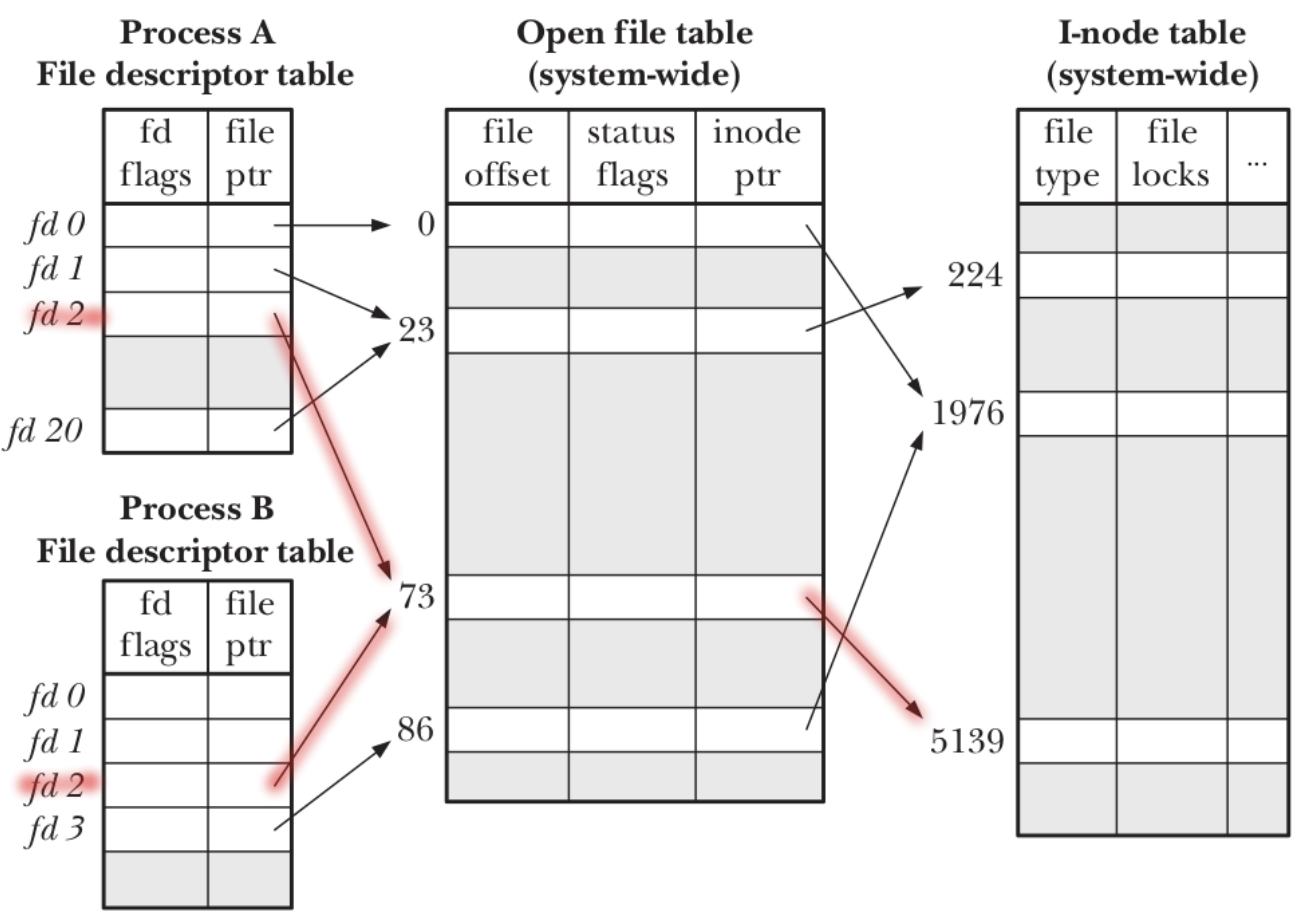 Process A
File descriptor table
fd flags
file ptr
fd 0
fd 1
fd 2
fd 20
Process B
File descriptor table
fd flags
file ptr
fd 0
fd 1
fd 2
fd 3
Open file table
(system-wide)
file offset
status flags
inode ptr
0
23
73
86
I-node table
(system-wide)
file type
file locks
...
224
1976
5139